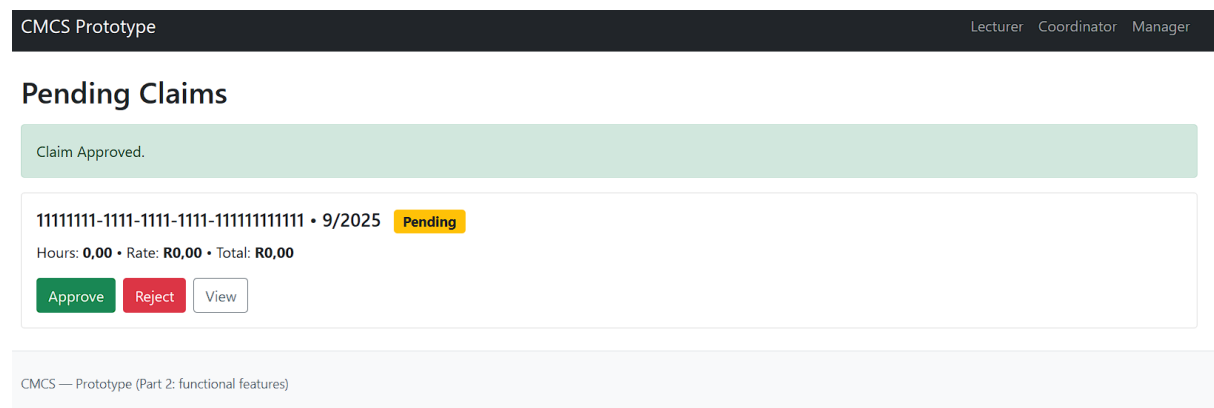 CMCS Prototype Lecturer Coordinator Manager
Pending Claims
Claim Approved.
11111111-1111-1111-1111-111111111111 • 9/2025 Pending
Hours: 0,00 • Rate: R0,00 • Total: R0,00
Approve Reject View
CMCS — Prototype (Part 2: functional features)